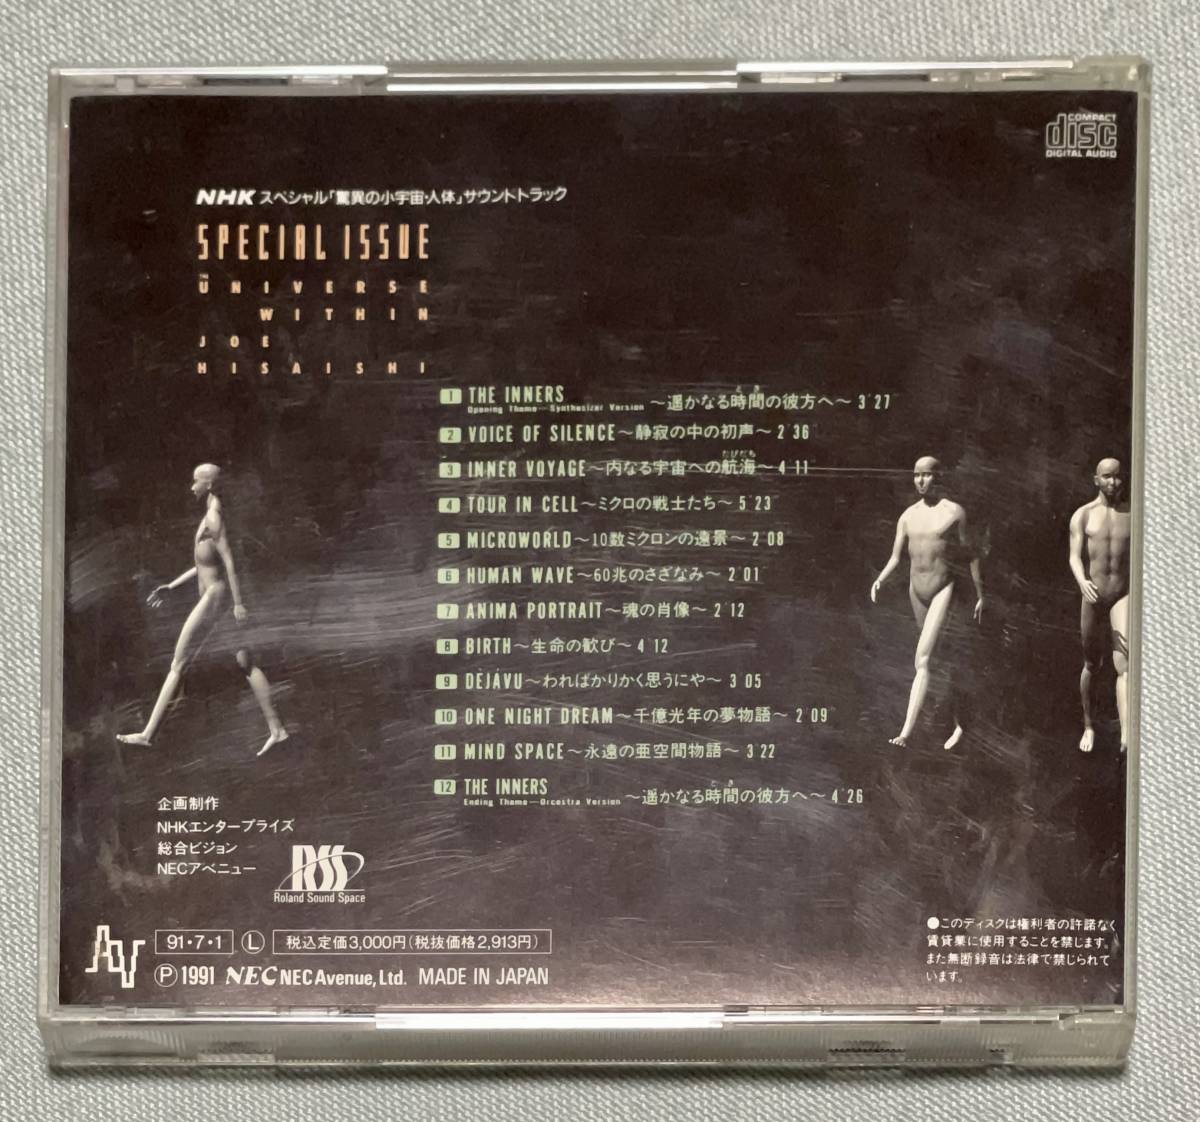 COMPACT
disc
DIGITAL AUDIO
NHK スペシャル「驚異の小宇宙・人体」サウンドトラック
SPECIAL ISSUE
THE UNIVERSE
WITHIN
JOE
HISAISHI
1 THE INNERS ～遥かなる時間の彼方へ～ 3'27"
とき
Opening Theme—Synthesizer Version
2 VOICE OF SILENCE～静寂の中の初声～ 2'36"
3 INNER VOYAGE～内なる宇宙への航海～ 4'11"
たびだち
4 TOUR IN CELL～ミクロの戦士たち～ 5'23"
5 MICROWORLD～10数ミクロンの遠景～ 2'08"
6 HUMAN WAVE～60兆のさざなみ～ 2'01"
7 ANIMA PORTRAIT～魂の肖像～ 2'12"
8 BIRTH～生命の歓び～ 4'12"
9 DÉJÀVU～わればかりかく思うにや～ 3'05"
10 ONE NIGHT DREAM～千億光年の夢物語～ 2'09"
11 MIND SPACE～永遠の亜空間物語～ 3'22"
12 THE INNERS ～遥かなる時間の彼方へ～ 4'26"
とき
Ending Theme—Orcestra Version
企画制作
NHKエンタープライズ
総合ビジョン
NECアベニュー
RSS
Roland Sound Space
AV 91・7・1 Ⓛ 税込定価3,000円(税抜価格2,913円)
Ⓟ1991 NEC NEC Avenue, Ltd. MADE IN JAPAN
●このディスクは権利者の許諾なく
賃貸業に使用することを禁じます。
また無断録音は法律で禁じられて
います。